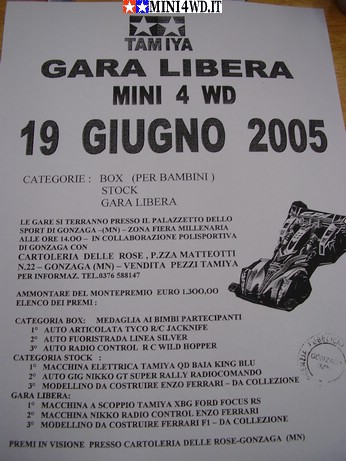 MINI4WD.IT
TAMIYA
GARA LIBERA
MINI 4 WD
19 GIUGNO 2005
CATEGORIE : BOX (PER BAMBINI)
STOCK
GARA LIBERA
LE GARE SI TERRANNO PRESSO IL PALAZZETTO DELLO
SPORT DI GONZAGA –(MN) – ZONA FIERA MILLENARIA
ALLE ORE 14.00 – IN COLLABORAZIONE POLISPORTIVA
DI GONZAGA CON
CARTOLERIA DELLE ROSE , P.ZZA MATTEOTTI
N.22 – GONZAGA (MN) – VENDITA PEZZI TAMIYA
PER INFORMAZ. TEL.0376 588147
AMMONTARE DEL MONTEPREMIO EURO 1.300,00
ELENCO DEI PREMI :
CATEGORIA BOX: MEDAGLIA AI BIMBI PARTECIPANTI
1° AUTO ARTICOLATA TYCO R/C JACKNIFE
2° AUTO FUORISTRADA LINEA SILVER
3° AUTO RADIO CONTROL R C WILD HOPPER
CATEGORIA STOCK :
1° MACCHINA ELETTRICA TAMIYA QD BAJA KING BLU
2° AUTO GIG NIKKO GT SUPER RALLY RADIOCOMANDO
3° MODELLINO DA COSTRUIRE ENZO FERRARI – DA COLLEZIONE
GARA LIBERA:
1° MACCHINA A SCOPPIO TAMIYA XBG FORD FOCUS RS
2° MACCHINA NIKKO RADIO CONTROL ENZO FERRARI
3° MODELLINO DA COSTRUIRE FERRARI F1 – DA COLLEZIONE
PREMI IN VISIONE PRESSO CARTOLERIA DELLE ROSE-GONZAGA (MN)